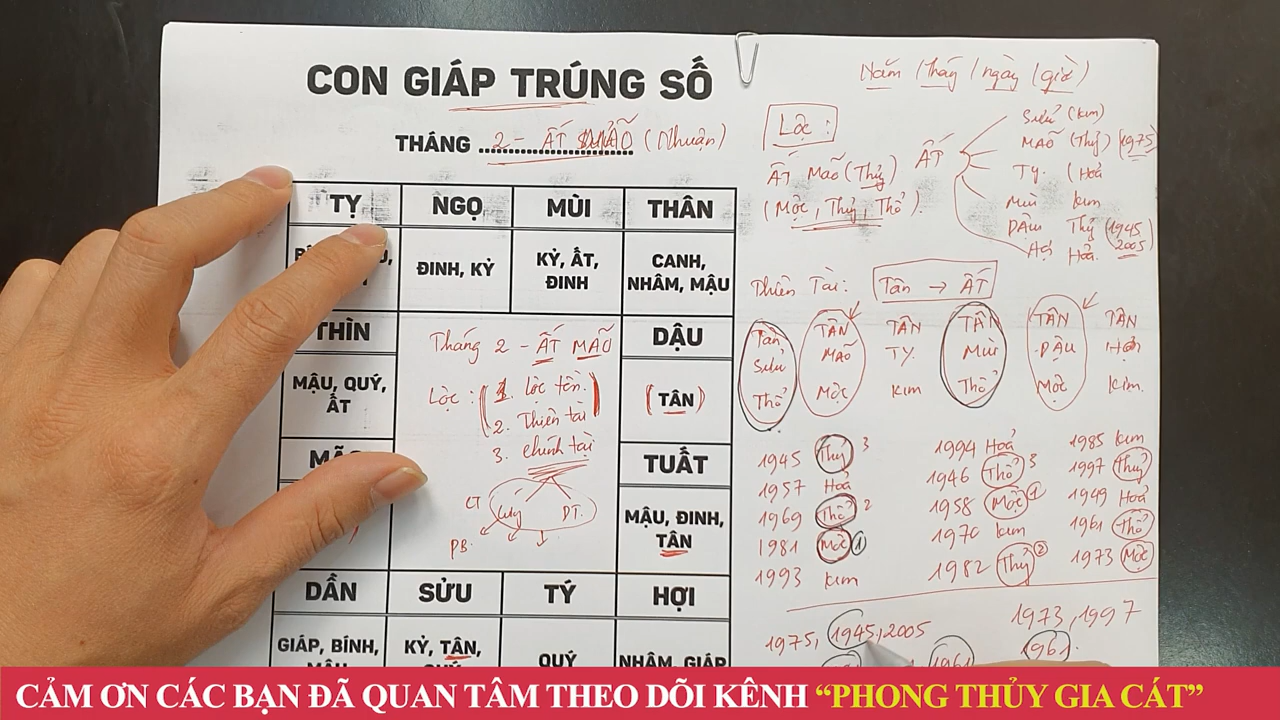 CON GIÁP TRÚNG SỐ
THÁNG 2 - ẤT MÃO (Nhuận)
TỴ NGỌ MÙI THÂN
ĐINH, KỶ
KỶ, ẤT, ĐINH
CANH, NHÂM, MẬU
THÌN
MẬU, QUÝ, ẤT
DẬU
(TÂN)
TUẤT
MẬU, ĐINH, TÂN
DẦN SỬU TÝ HỢI
GIÁP, BÍNH,
KỶ, TÂN,
QUÝ
NHÂM, GIÁP
Tháng 2 - ẤT MÃO
Lộc : 1. Lộc tồn.
2. Thiên tài
3. chính tài
Năm / tháng / ngày / giờ)
Lộc :
ẤT Mão (Thủy)
(Mộc, Thủy, Thổ).
ẤT
Sửu (Kim
MÃO (Thủy) (1975)
Tỵ. (Hoả
Mùi Kim
DẬu Thủy (1945
2005)
Hoả.
Thiên Tài: Tân → ẤT
Tân TÂN TÂN TÂN TÂN TÂN
Sửu MÃO TỴ. Mùi DẬU Hợi
Thổ MỘC Kim Thổ MỘC Kim.
1945 Thủy 3
1957 Hoả
1969 Thổ 2
1981 Mộc 1
1993 Kim
1994 Hoả
1946 Thổ 3
1958 Mộc 1
1970 Kim
1982 Thủy 2
1985 Kim
1997 Thủy
1949 Hoả
1961 Thổ
1973 Mộc
1975, 1945, 2005
1973, 1997
1961
1961.
CẢM ƠN CÁC BẠN ĐÃ QUAN TÂM THEO DÕI KÊNH “PHONG THỦY GIA CÁT”